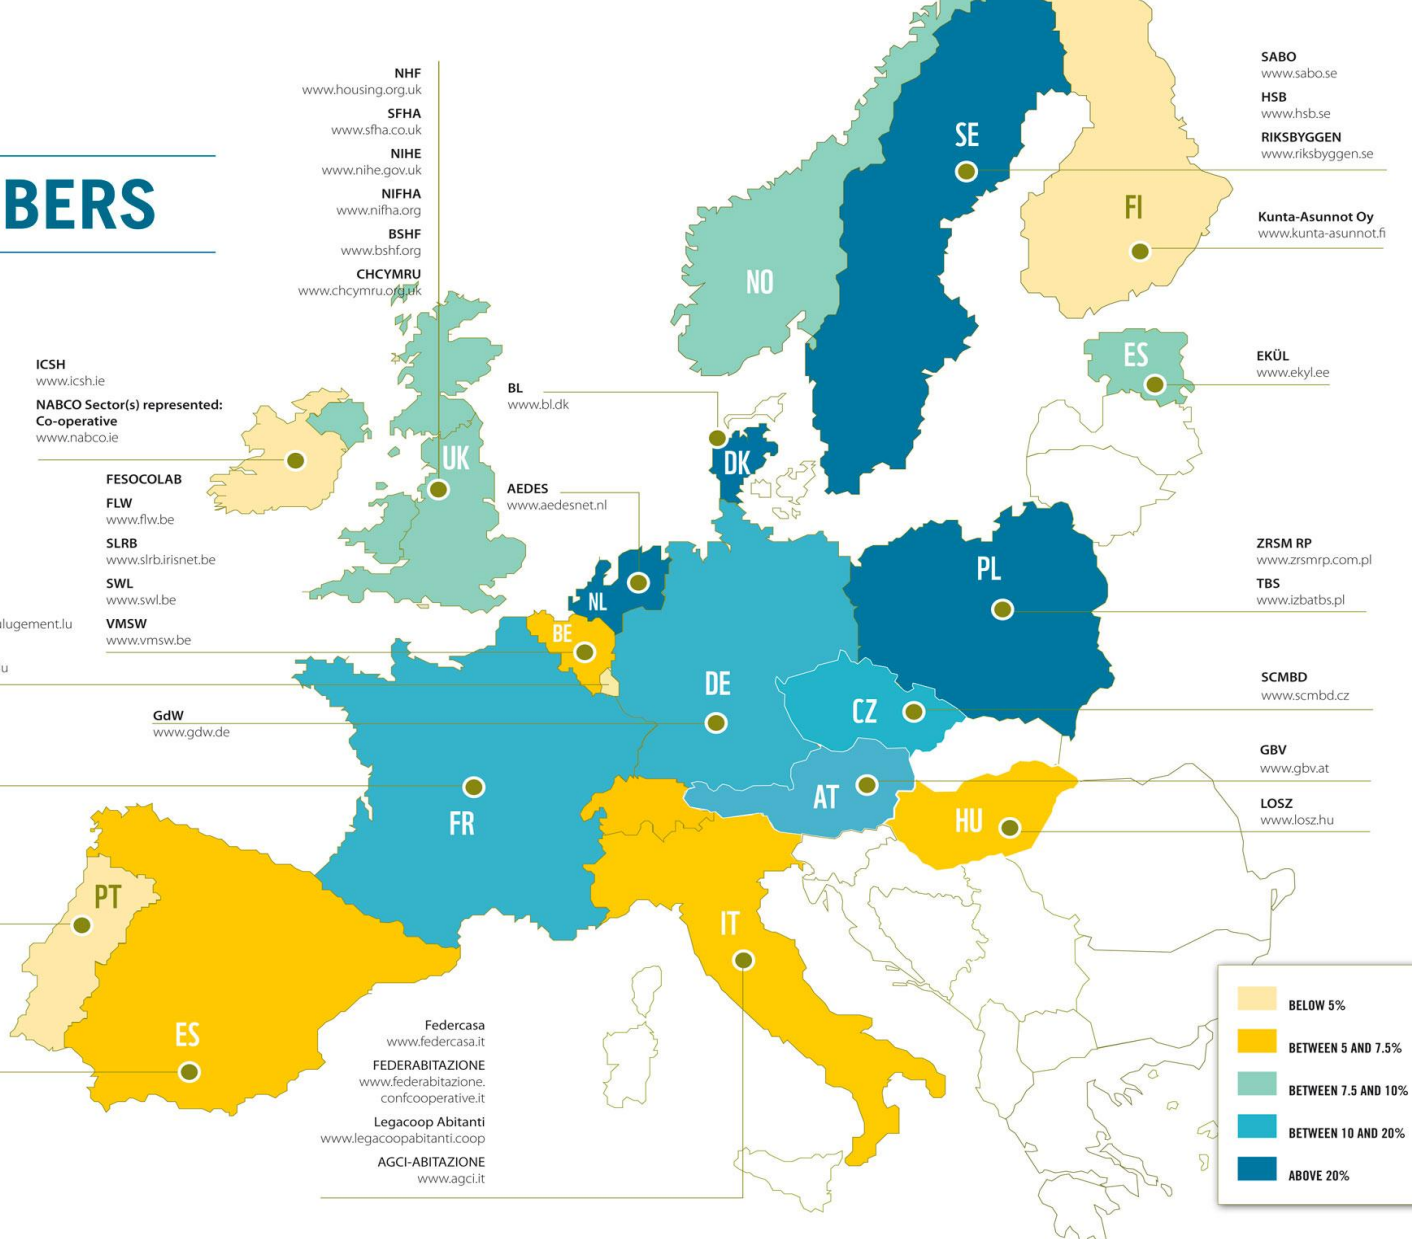 BERS
NHF
www.housing.org.uk
SFHA
www.sfha.co.uk
NIHE
www.nihe.gov.uk
NIFHA
www.nifha.org
BSHF
www.bshf.org
CHCYMRU
www.chcymru.org.uk
ICSH
www.icsh.ie
NABCO Sector(s) represented:
Co-operative
www.nabco.ie
FESOCOLAB
FLW
www.flw.be
SLRB
www.slrb.irisnet.be
SWL
www.swl.be
VMSW
www.vmsw.be
lugement.lu
u
GdW
www.gdw.de
BL
www.bl.dk
AEDES
www.aedesnet.nl
SABO
www.sabo.se
HSB
www.hsb.se
RIKSBYGGEN
www.riksbyggen.se
Kunta-Asunnot Oy
www.kunta-asunnot.fi
EKÜL
www.ekyl.ee
ZRSM RP
www.zrsmrp.com.pl
TBS
www.izbatbs.pl
SCMBD
www.scmbd.cz
GBV
www.gbv.at
LOSZ
www.losz.hu
Federcasa
www.federcasa.it
FEDERABITAZIONE
www.federabitazione.
confcooperative.it
Legacoop Abitanti
www.legacoopabitanti.coop
AGCI-ABITAZIONE
www.agci.it
SE
FI
NO
ES
UK
DK
NL
BE
PL
DE
CZ
AT
HU
FR
PT
IT
ES
BELOW 5%
BETWEEN 5 AND 7.5%
BETWEEN 7.5 AND 10%
BETWEEN 10 AND 20%
ABOVE 20%